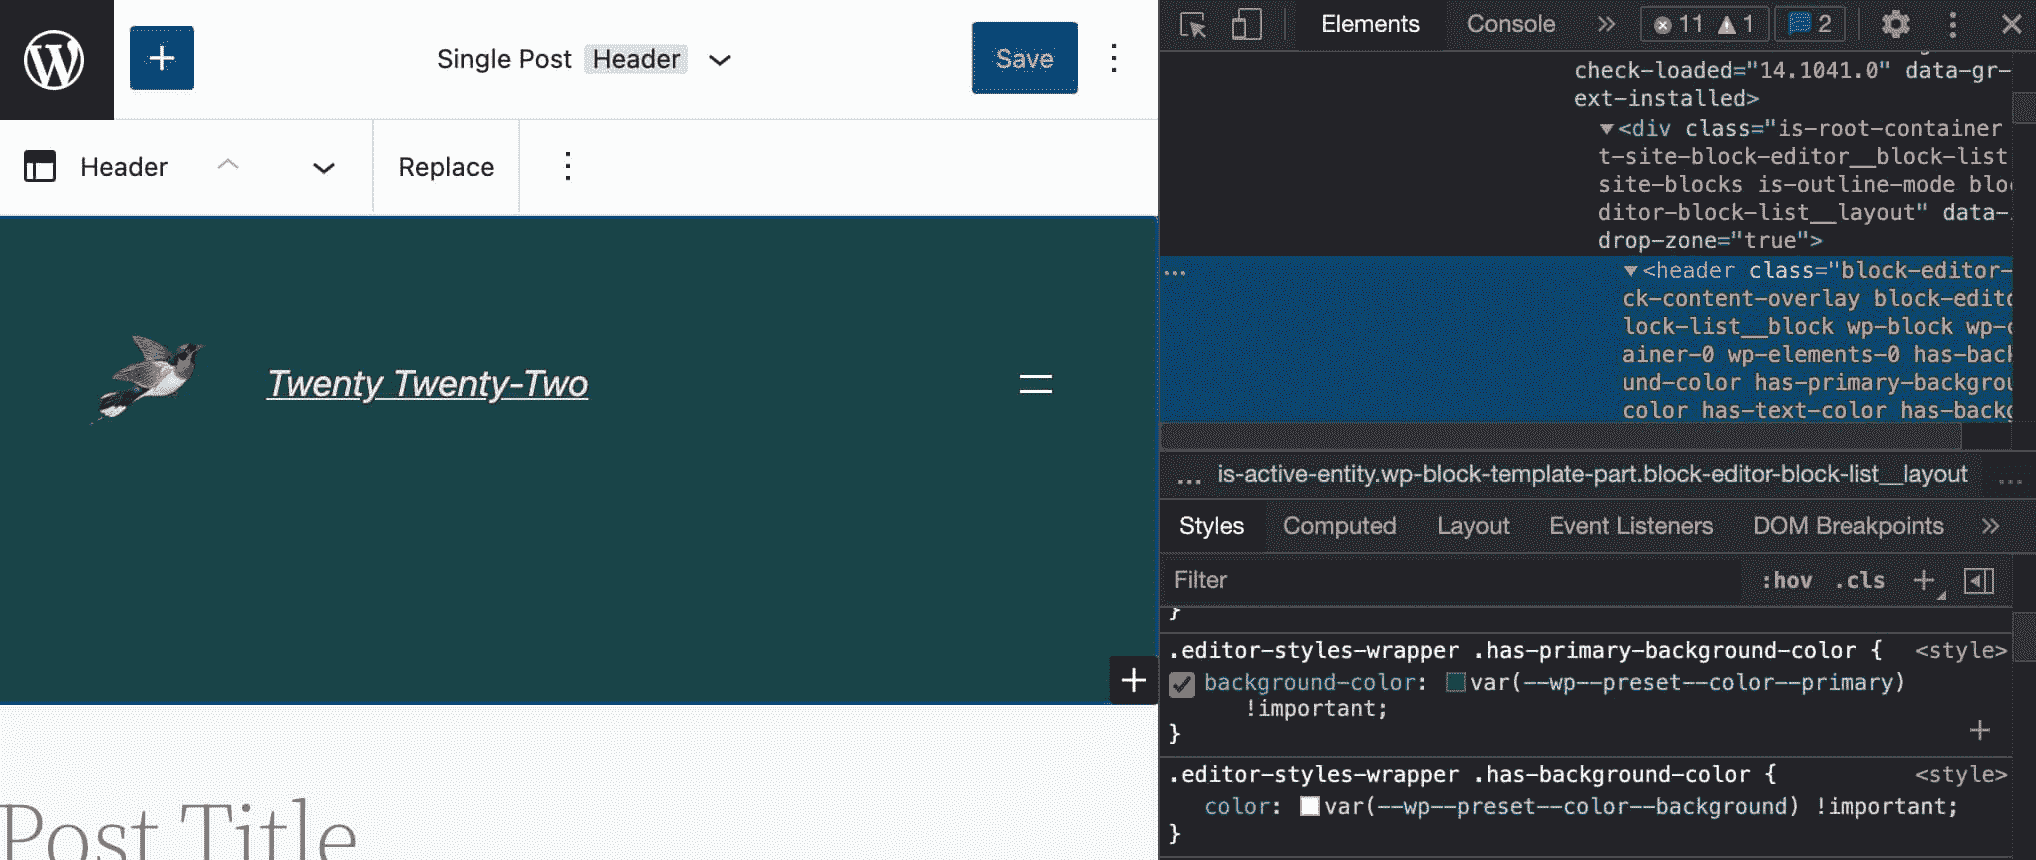 Single Post Header
Save
Header
Replace
Twenty Twenty-Two
Post Title
Elements Console » 11 1 2
check-loaded="14.1041.0" data-gr-
ext-installed>
▼<div class="is-root-container
t-site-block-editor__block-list
site-blocks is-outline-mode blo
ditor-block-list__layout" data-
drop-zone="true">
...
▼<header class="block-editor-
ck-content-overlay block-edito
lock-list__block wp-block wp-c
ainer-0 wp-elements-0 has-back
und-color has-primary-backgrou
color has-text-color has-backg
... is-active-entity.wp-block-template-part.block-editor-block-list__layout ...
Styles Computed Layout Event Listeners DOM Breakpoints »
Filter :hov .cls +
}
.editor-styles-wrapper .has-primary-background-color { <style>
background-color: var(--wp--preset--color--primary)
!important;
}
.editor-styles-wrapper .has-background-color { <style>
color: var(--wp--preset--color--background) !important;
}